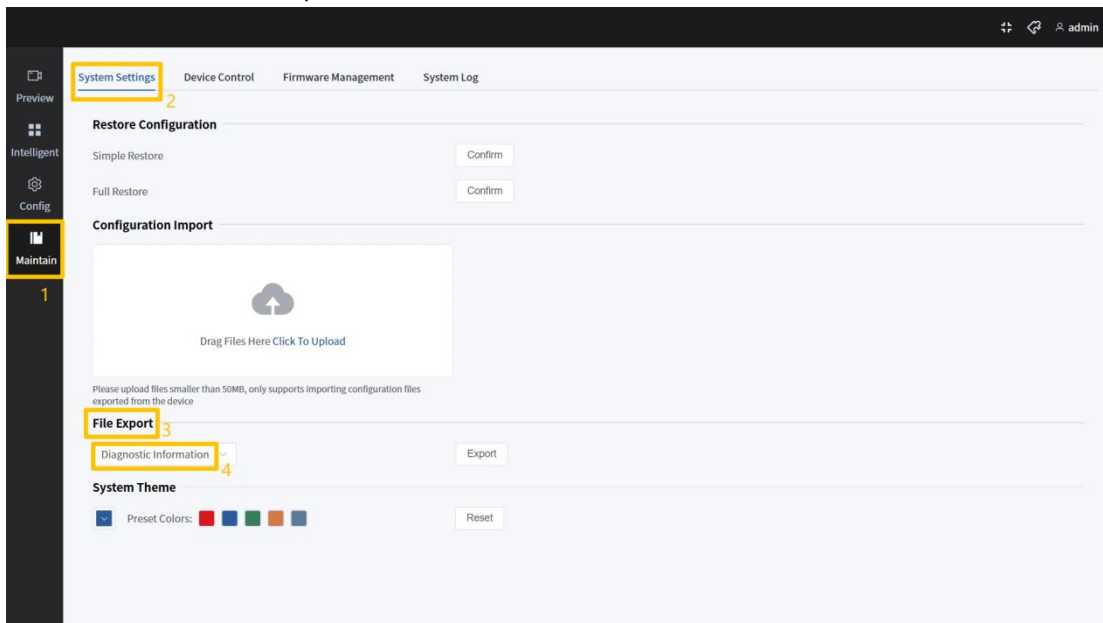 admin
Preview
Intelligent
Config
Maintain
1
System Settings Device Control Firmware Management System Log
2
Restore Configuration
Simple Restore Confirm
Full Restore Confirm
Configuration Import
Drag Files Here Click To Upload
Please upload files smaller than 50MB, only supports importing configuration files
exported from the device
File Export
3
Diagnostic Information Export
4
System Theme
Preset Colors: Reset